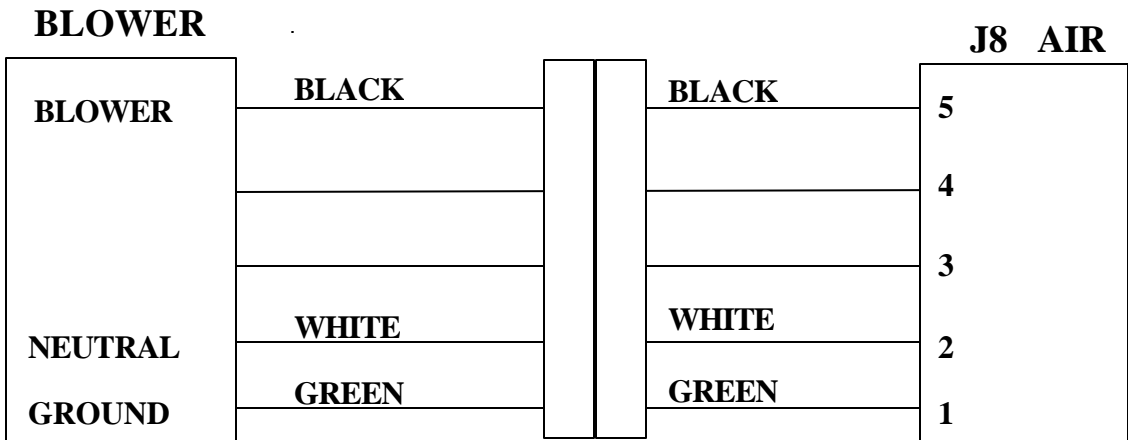 BLOWER
J8 AIR
BLOWER BLACK BLACK 5
4
3
NEUTRAL WHITE WHITE 2
GROUND GREEN GREEN 1